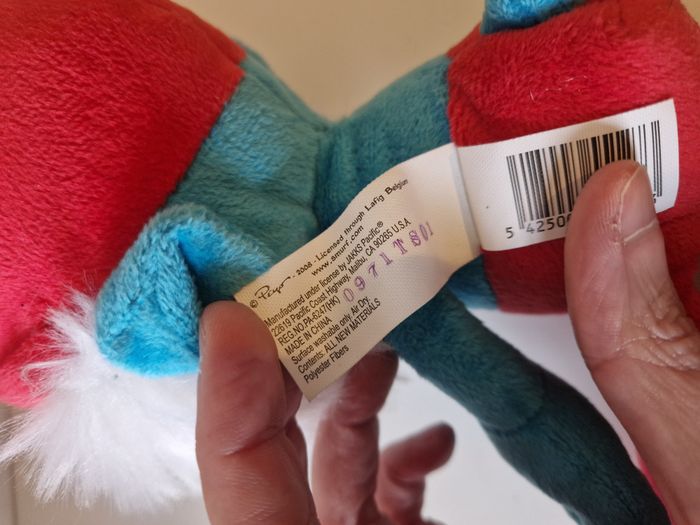 © Peyo - 2008 - Licensed through Lafig Belgium
www.smurf.com
Manufactured under license by JAKKS Pacific®
22619 Pacific Coast Highway, Malibu, CA 90265 U.S.A
REG.NO.PA-6247(HK)
0971TS01
MADE IN CHINA
Surface washable only, Air Dry
Contents: ALL NEW MATERIALS
Polyester Fibers
5 4250